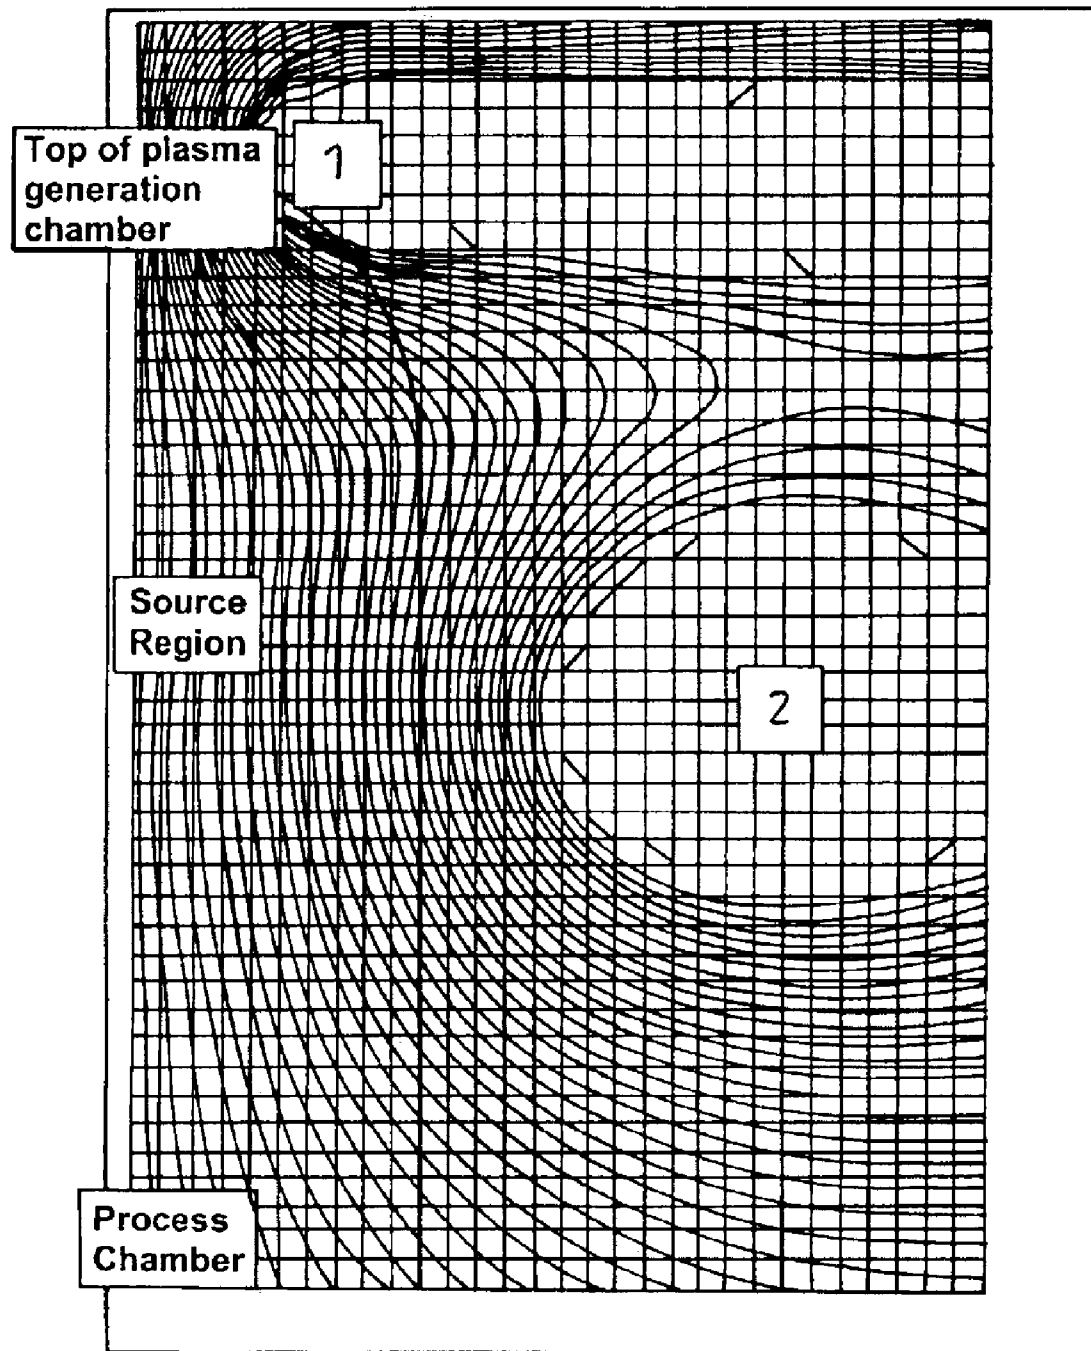 Top of plasma
generation
chamber
1
Source
Region
2
Process
Chamber